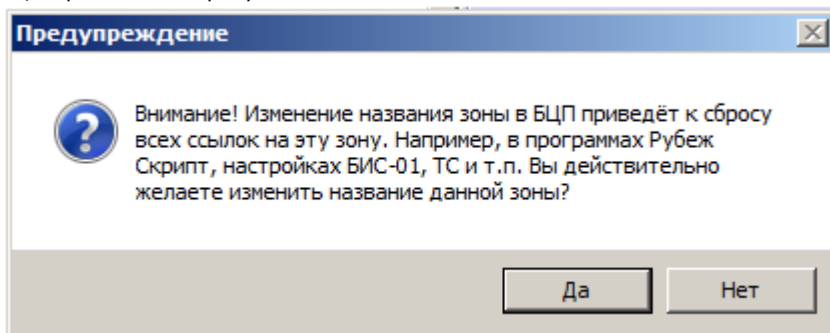 Предупреждение
Внимание! Изменение названия зоны в БЦП приведёт к сбросу
всех ссылок на эту зону. Например, в программах Рубеж
Скрипт, настройках БИС-01, ТС и т.п. Вы действительно
желаете изменить название данной зоны?
Да Нет